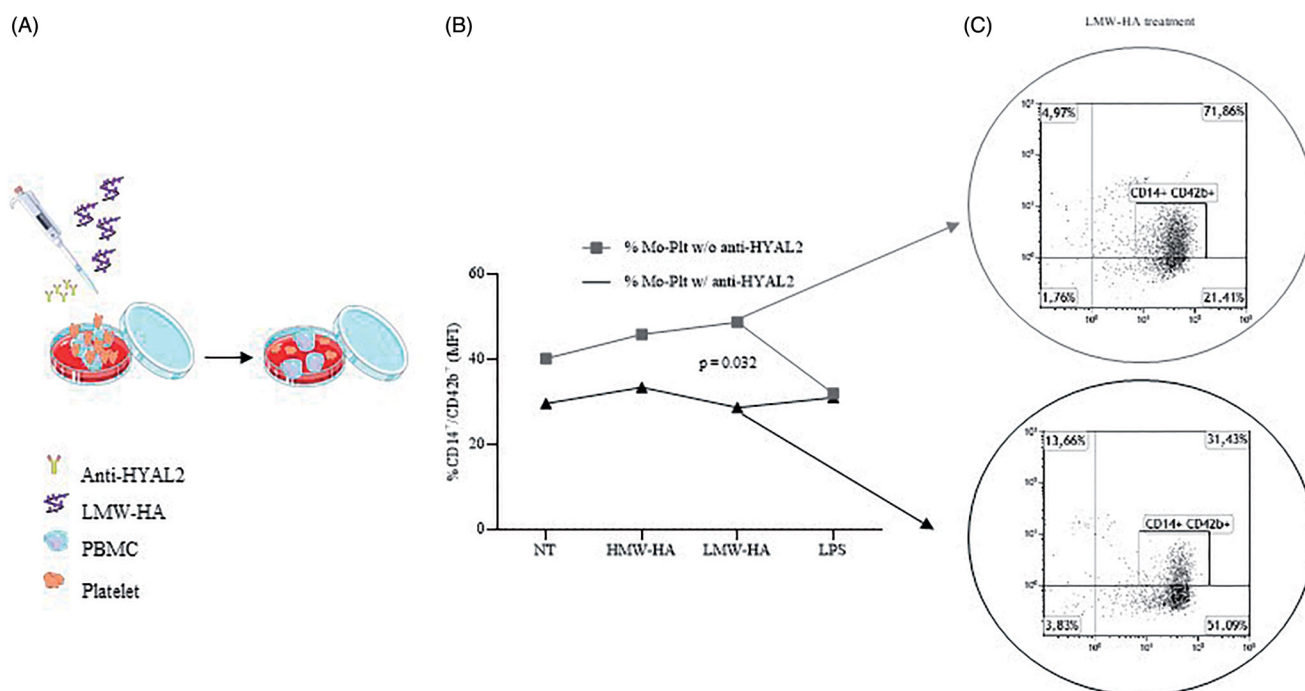 (A)
Anti-HYAL2
LMW-HA
PBMC
Platelet
(B)
% Mo-Plt w/o anti-HYAL2
% Mo-Plt w/ anti-HYAL2
%CD14⁺/CD42b⁺ (MFI)
60
40
20
0
p = 0.032
NT HMW-HA LMW-HA LPS
(C)
LMW-HA treatment
4,97% 71,86%
CD14+ CD42b+
1,76% 21.41%
13,66% 31,43%
CD14+ CD42b+
3,83% 51.09%